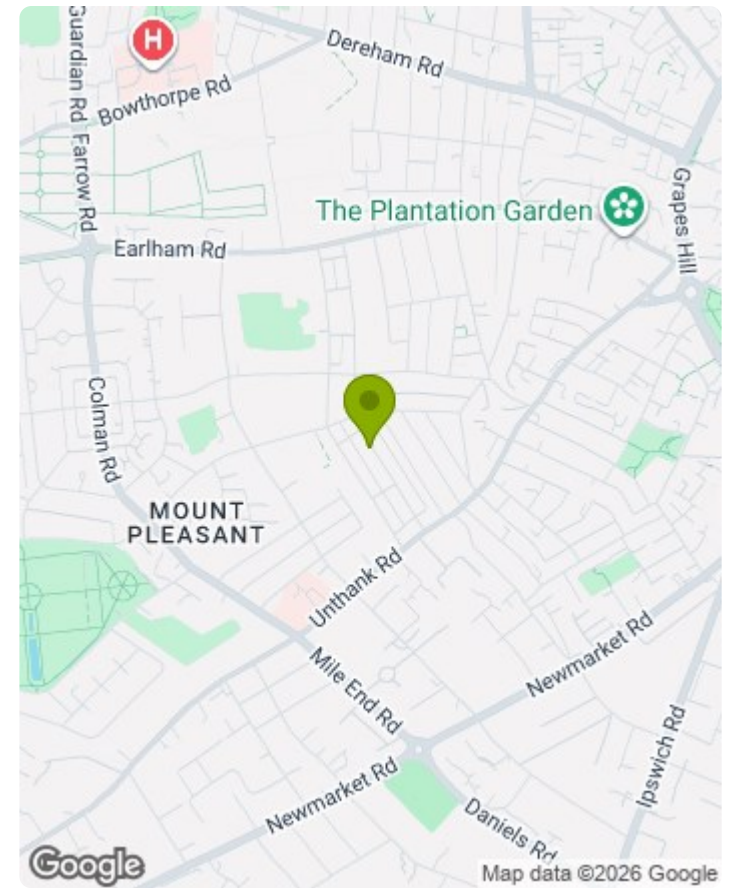 H
Guardian Rd
Farrow Rd
Bowthorpe Rd
Dereham Rd
The Plantation Garden
Grapes Hill
Earlham Rd
Colman Rd
MOUNT
PLEASANT
Unthank Rd
Mile End Rd
Newmarket Rd
Newmarket Rd
Ipswich Rd
Daniels Rd
Google
Map data ©2026 Google